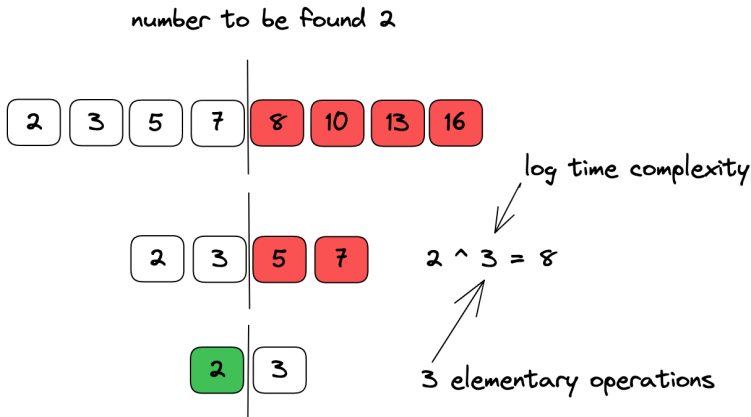 number to be found 2
2 3 5 7 8 10 13 16
log time complexity
2 3 5 7
2 ^ 3 = 8
2 3
3 elementary operations